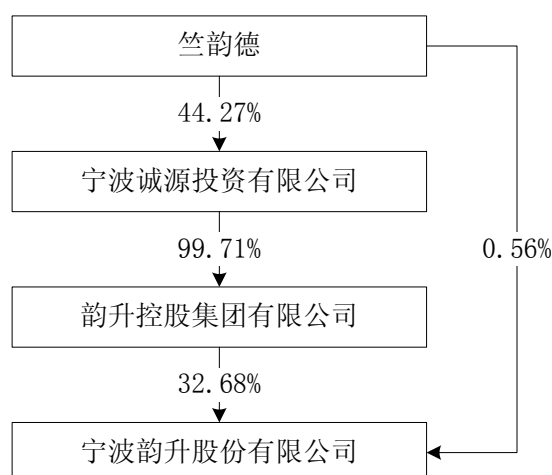 竺韵德
44.27%
宁波诚源投资有限公司
99.71%
0.56%
韵升控股集团有限公司
32.68%
宁波韵升股份有限公司